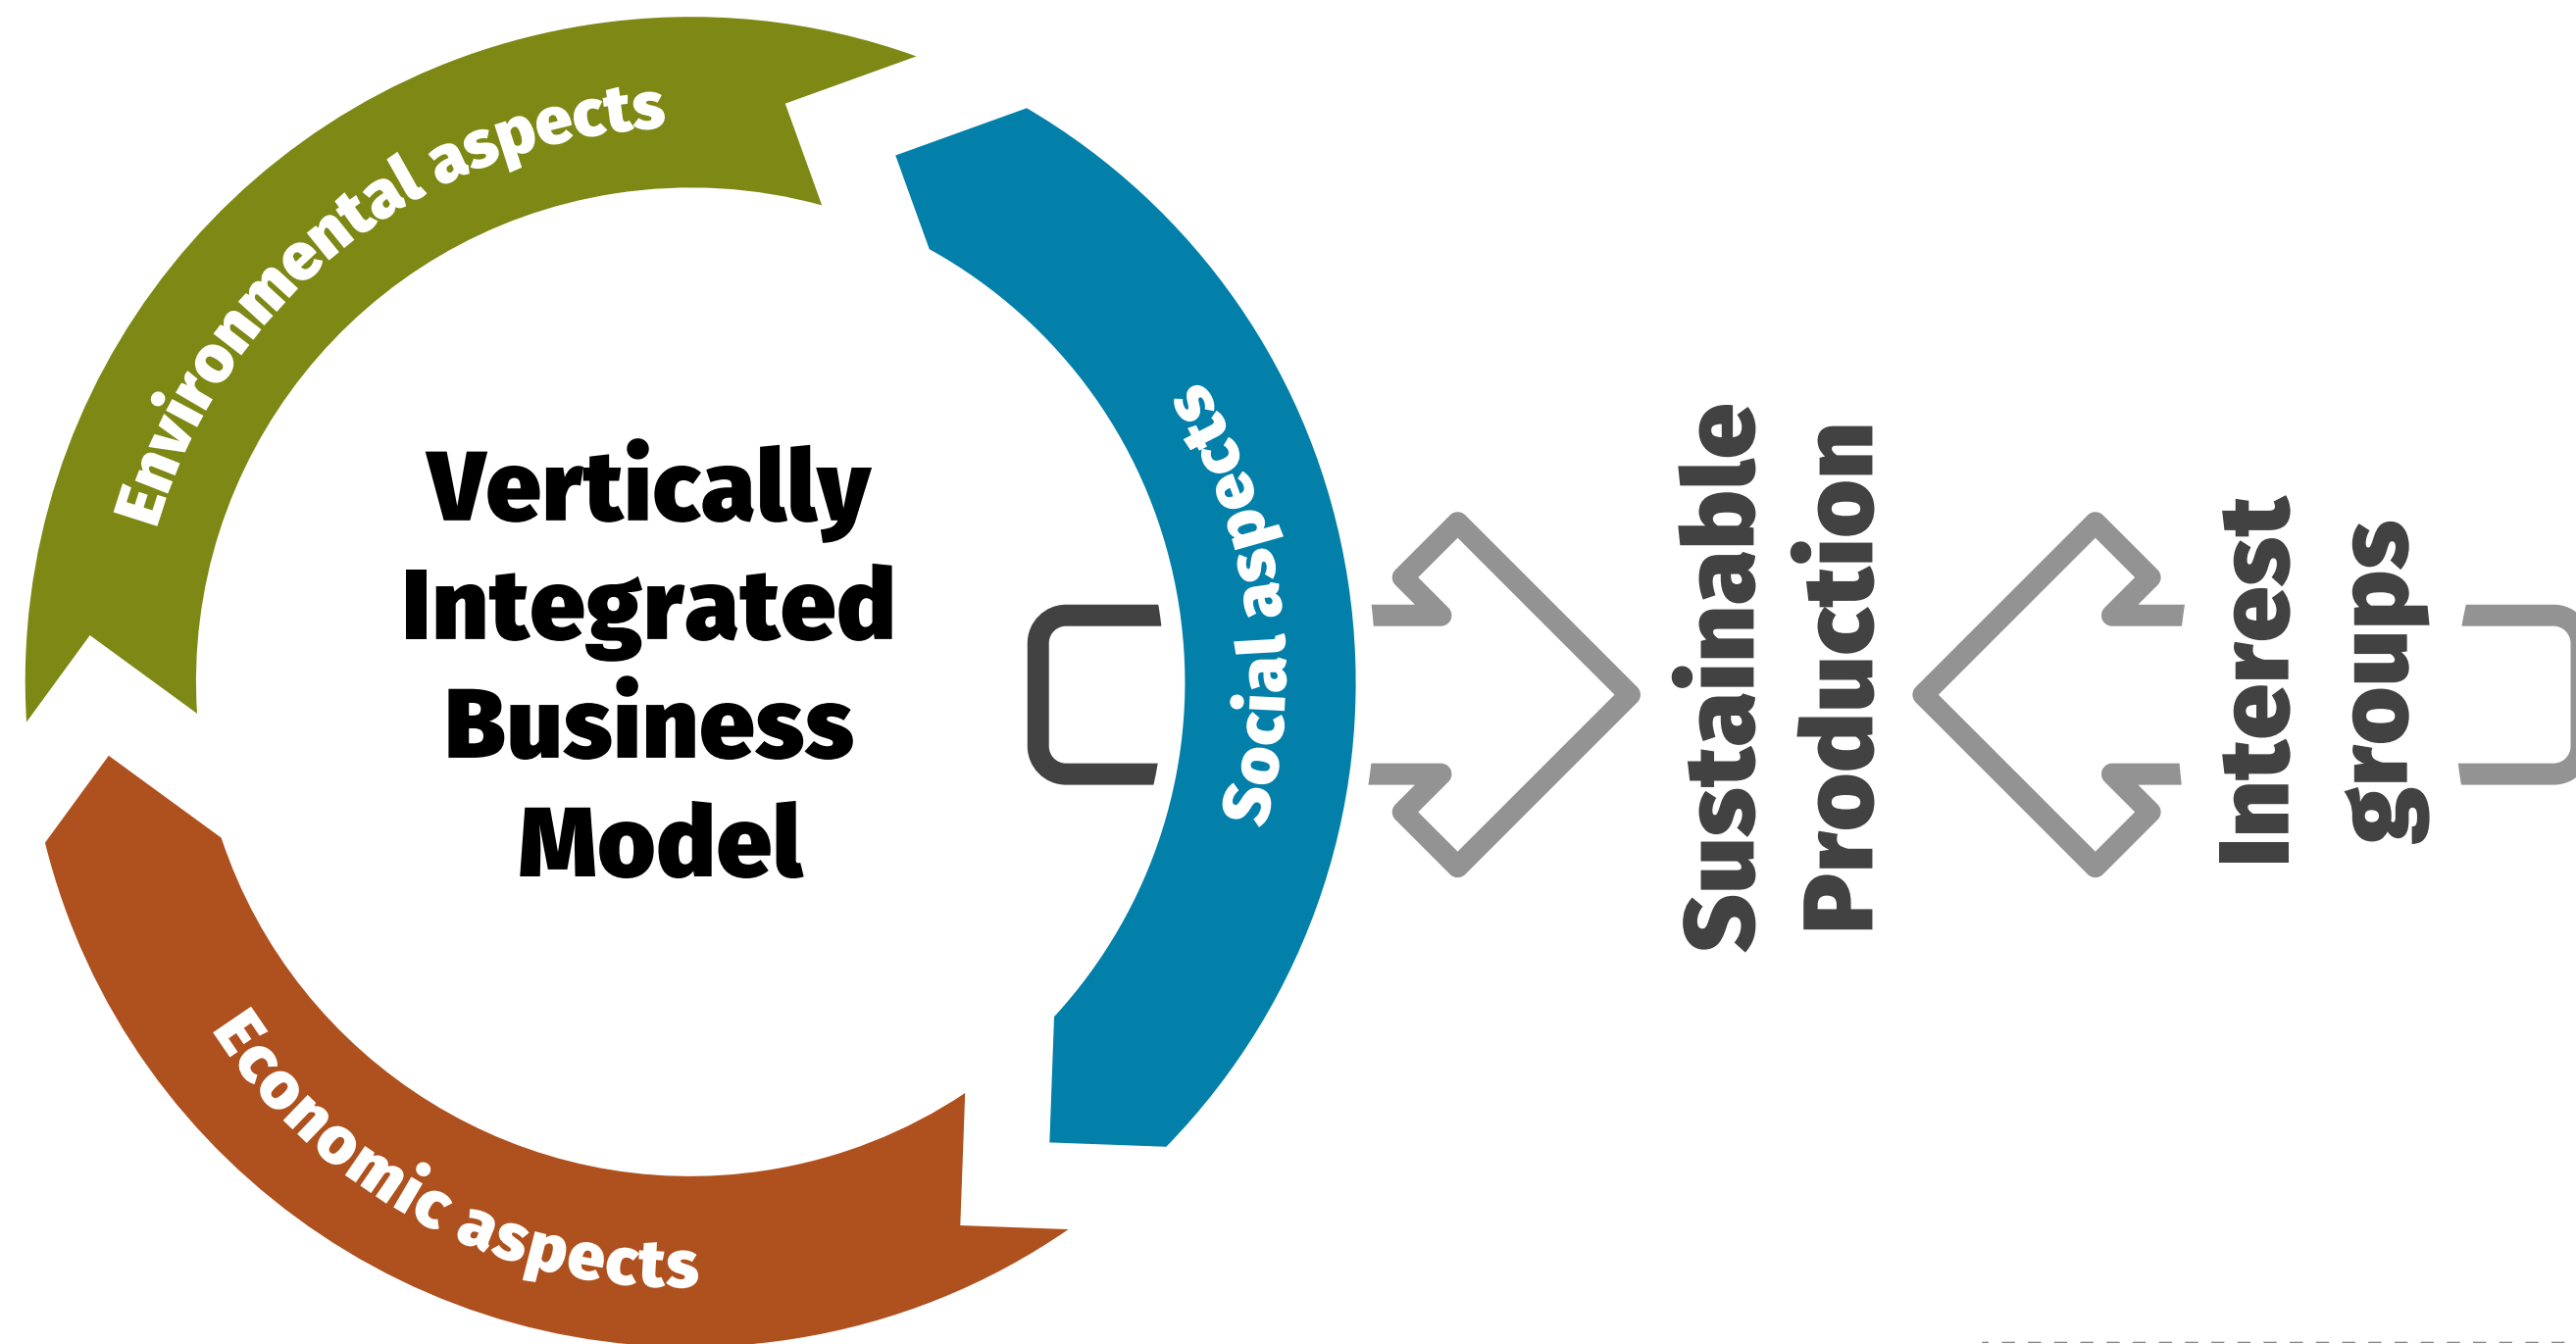 Environmental aspects
Vertically
Integrated
Business
Model
Social aspects
Economic aspects
Sustainable
Production
Interest
groups